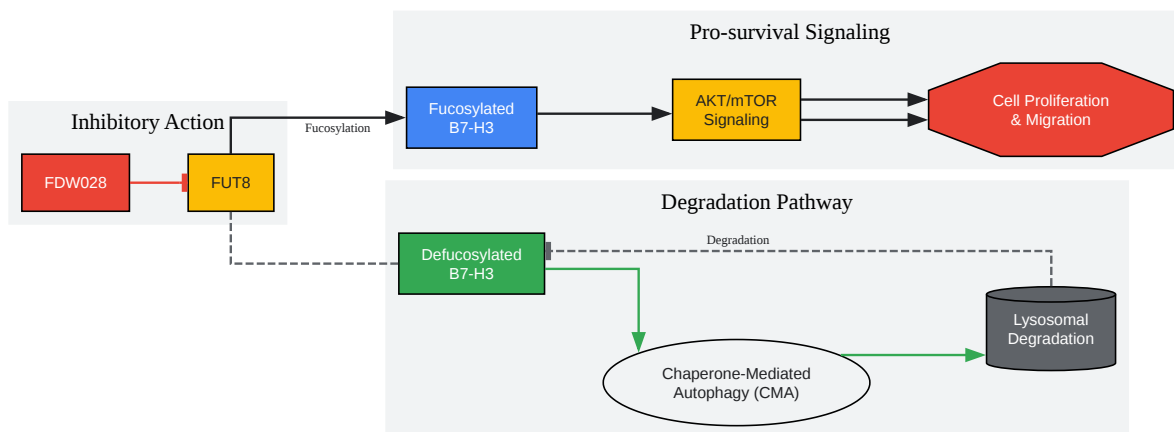 Pro-survival Signaling
Inhibitory Action
FDW028
FUT8
Fucosylation
Fucosylated
B7-H3
AKT/mTOR
Signaling
Cell Proliferation
& Migration
Degradation Pathway
Defucosylated
B7-H3
Degradation
Chaperone-Mediated
Autophagy (CMA)
Lysosomal
Degradation